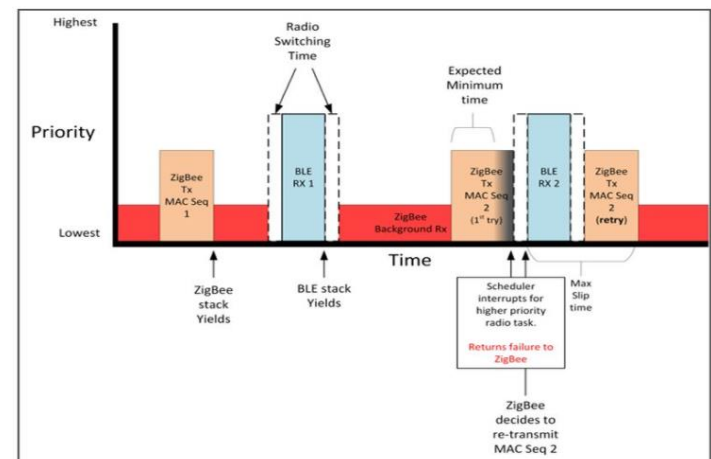 Highest
Radio
Switching
Time
Expected
Minimum
time
Priority
ZigBee
Tx
MAC Seq
1
BLE
RX 1
ZigBee
Background Rx
ZigBee
Tx
MAC Seq
2
(1st try)
BLE
RX 2
ZigBee
Tx
MAC Seq
2
(retry)
Lowest
Time
ZigBee
stack
Yields
BLE stack
Yields
Scheduler
interrupts for
higher priority
radio task.
Returns failure to
ZigBee
Max
Slip
time
ZigBee
decides to
re-transmit
MAC Seq 2